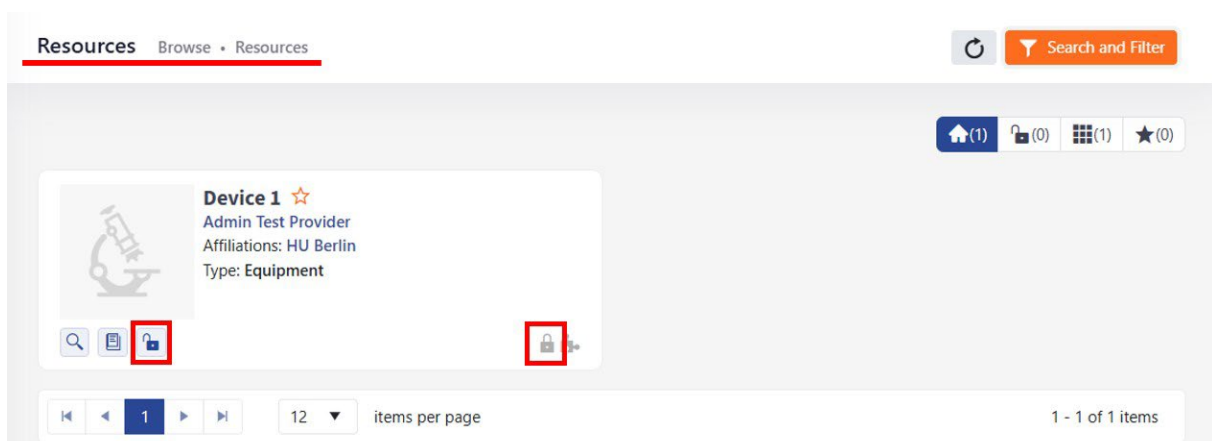 Resources Browse • Resources
Search and Filter
(1) (0) (1) (0)
Device 1
Admin Test Provider
Affiliations: HU Berlin
Type: Equipment
1 12 items per page 1 - 1 of 1 items